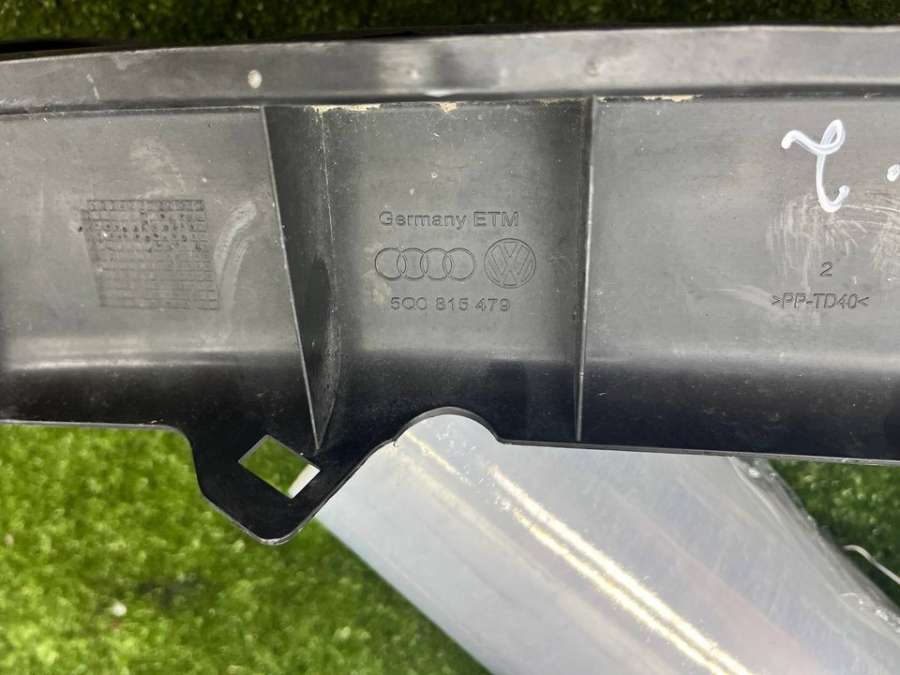 Germany ETM
5Q0 815 479
2
>PP-TD40<